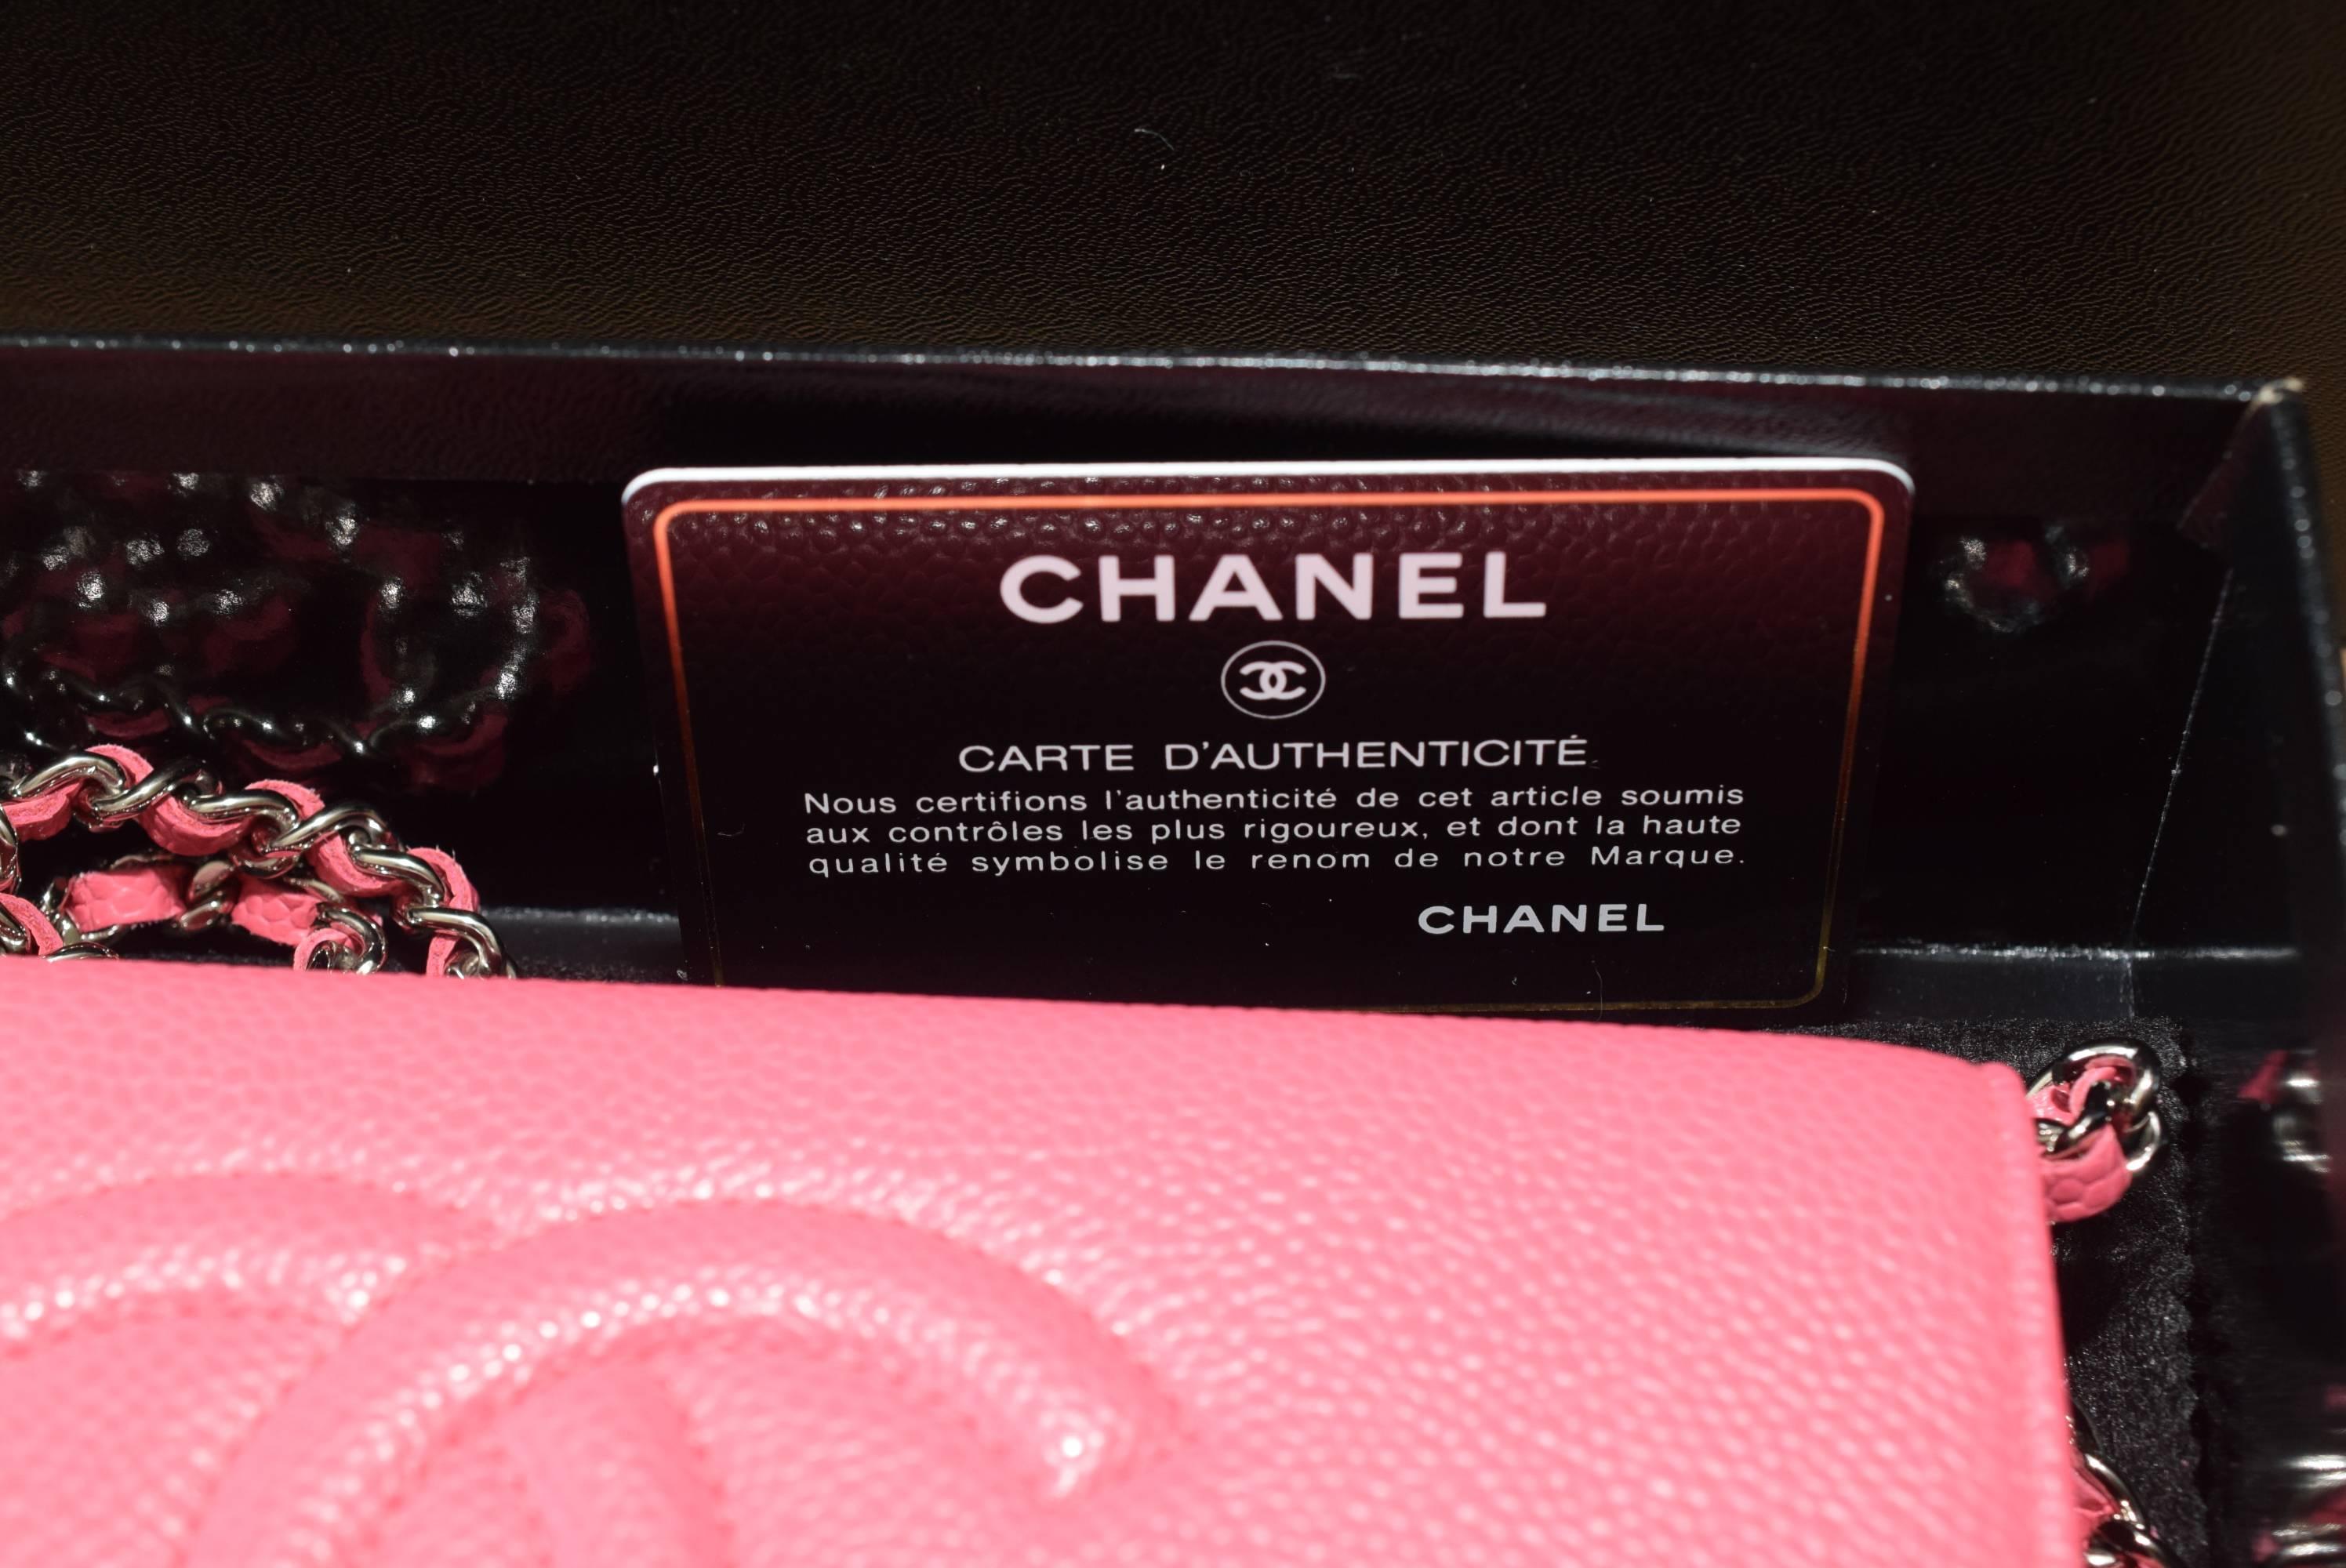 CHANEL
CARTE D'AUTHENTICITÉ
Nous certifions l'authenticité de cet article soumis
aux contrôles les plus rigoureux, et dont la haute
qualité symbolise le renom de notre Marque.
CHANEL